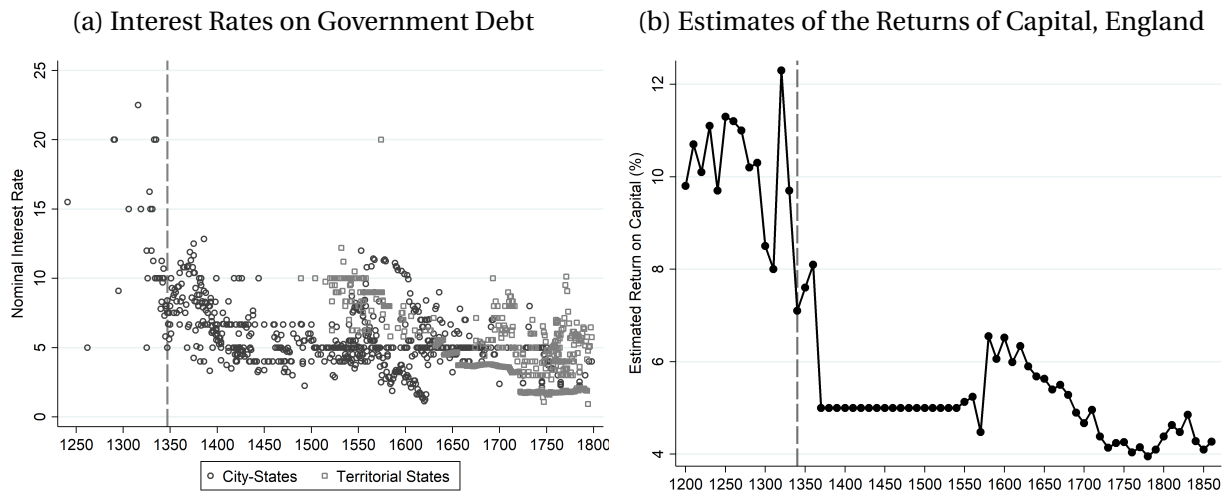 (a) Interest Rates on Government Debt
(b) Estimates of the Returns of Capital, England
Nominal Interest Rate
25
20
15
10
5
0
1250 1300 1350 1400 1450 1500 1550 1600 1650 1700 1750 1800
City-States Territorial States
Estimated Return on Capital (%)
12
10
8
6
4
1200 1250 1300 1350 1400 1450 1500 1550 1600 1650 1700 1750 1800 1850